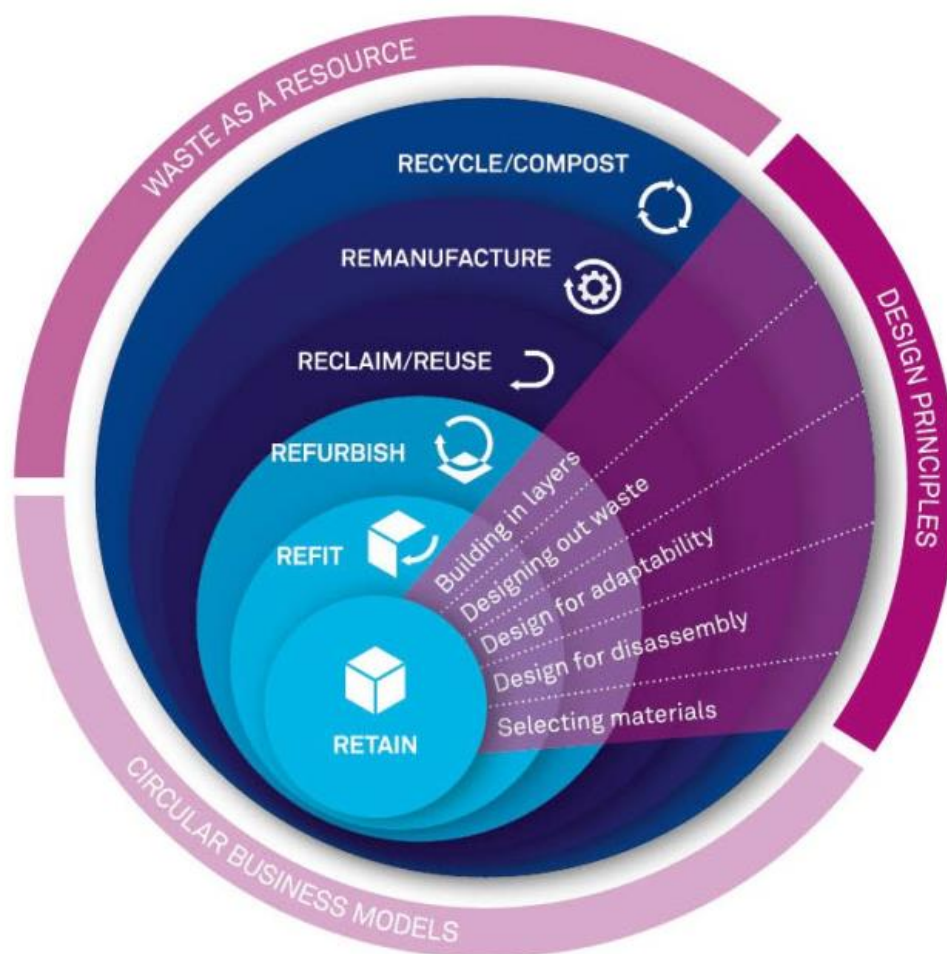 WASTE AS A RESOURCE
DESIGN PRINCIPLES
CIRCULAR BUSINESS MODELS
RECYCLE/COMPOST
REMANUFACTURE
RECLAIM/REUSE
REFURBISH
REFIT
RETAIN
Building in layers
Designing out waste
Design for adaptability
Design for disassembly
Selecting materials